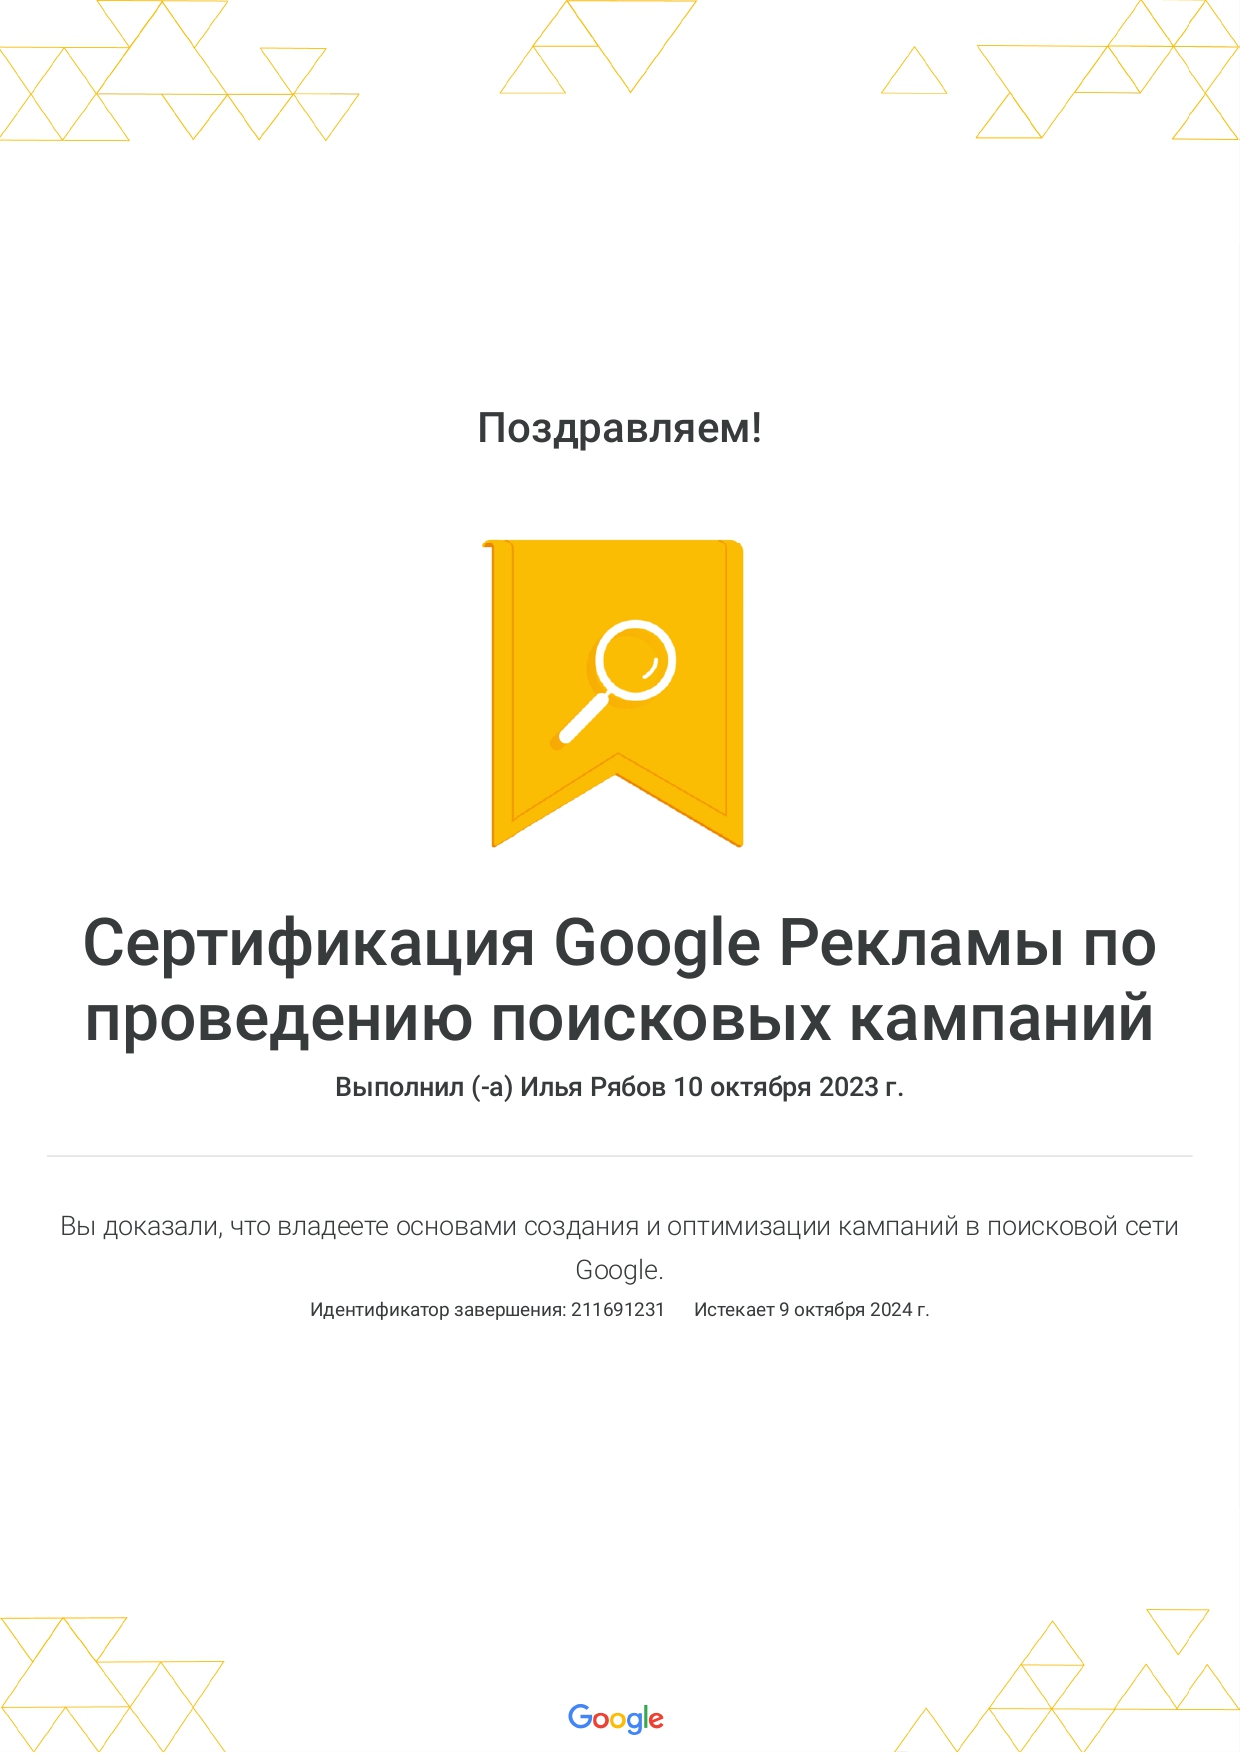 Поздравляем!
Сертификация Google Рекламы по
проведению поисковых кампаний
Выполнил (-а) Илья Рябов 10 октября 2023 г.
Вы доказали, что владеете основами создания и оптимизации кампаний в поисковой сети
Google.
Идентификатор завершения: 211691231 Истекает 9 октября 2024 г.
Google